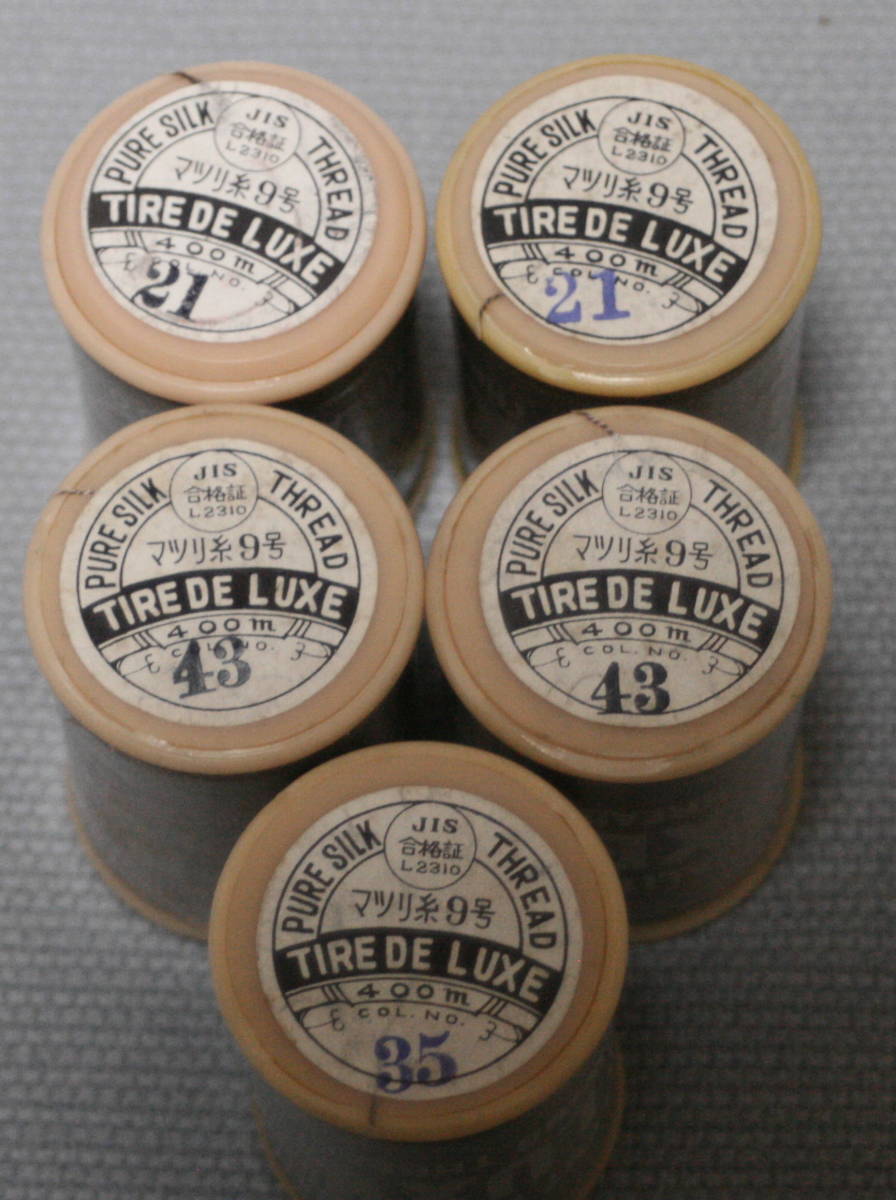 PURE SILK THREAD
JIS
合格証
L2310
マツリ糸9号
TIRE DE LUXE
400m
COL.NO.
21
PURE SILK THREAD
JIS
合格証
L2310
マツリ糸9号
TIRE DE LUXE
400m
COL.NO.
21
PURE SILK THREAD
JIS
合格証
L2310
マツリ糸9号
TIRE DE LUXE
400m
COL.NO.
43
PURE SILK THREAD
JIS
合格証
L2310
マツリ糸9号
TIRE DE LUXE
400m
COL.NO.
43
PURE SILK THREAD
JIS
合格証
L2310
マツリ糸9号
TIRE DE LUXE
400m
COL.NO.
35